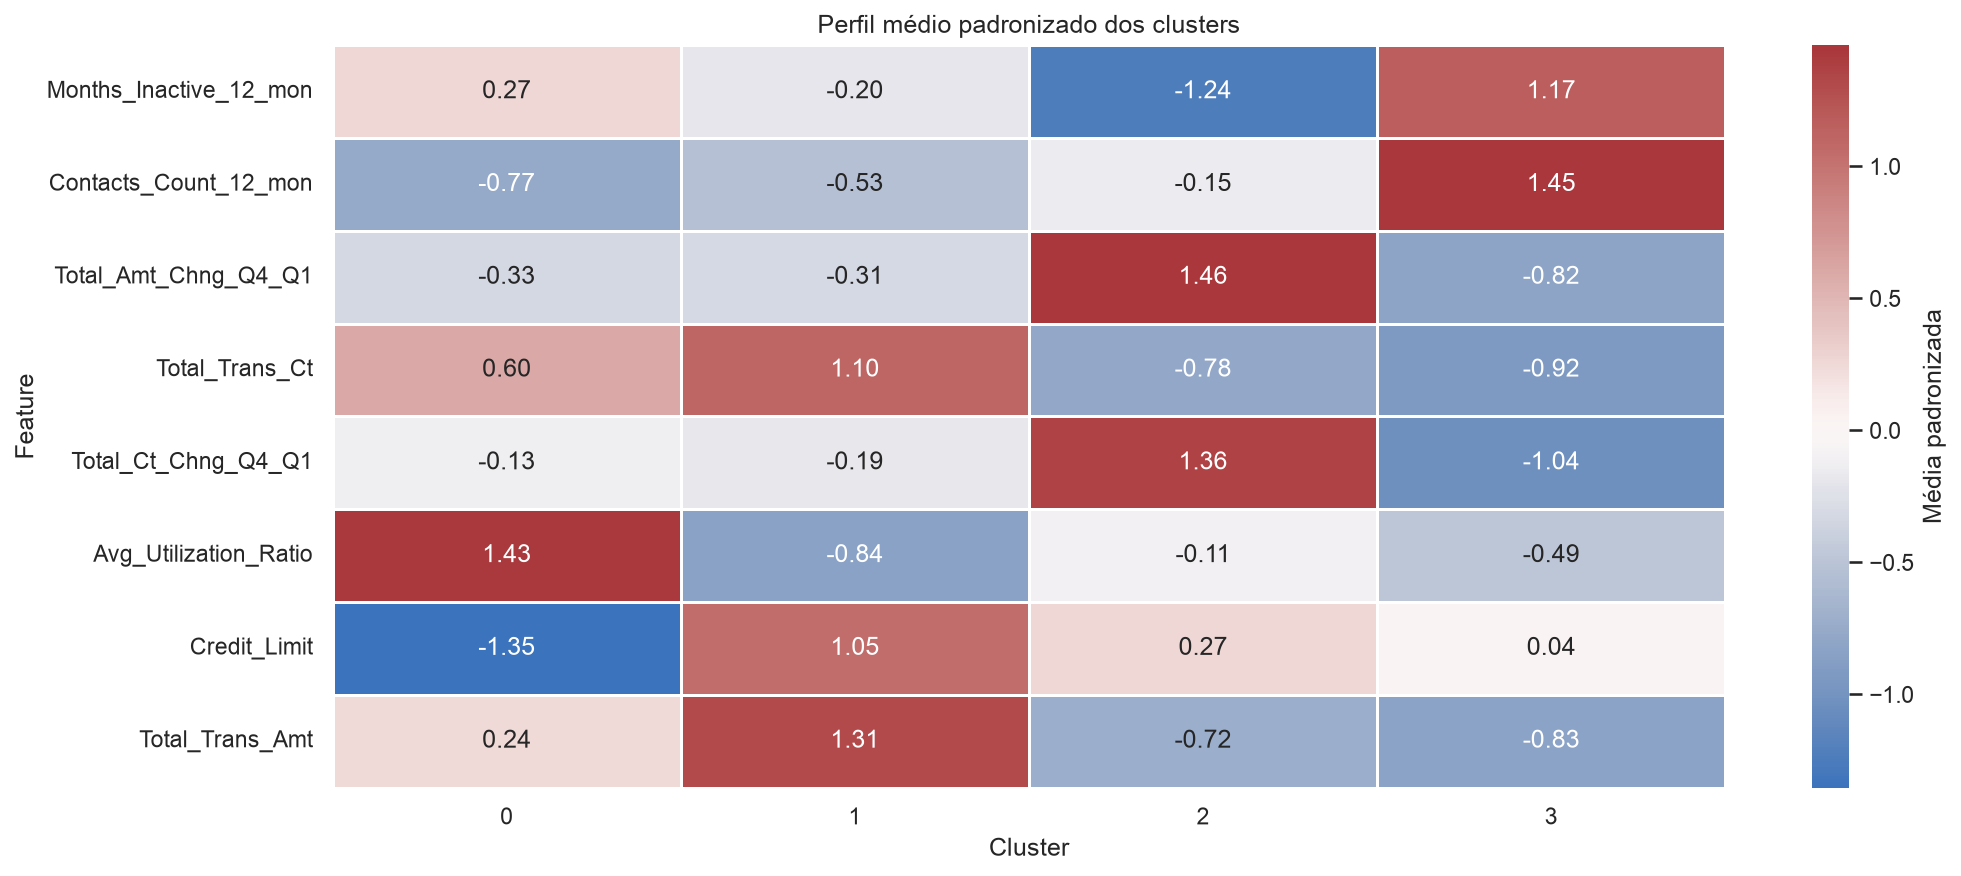 Perfil médio padronizado dos clusters
Months_Inactive_12_mon 0.27 -0.20 -1.24 1.17
Contacts_Count_12_mon -0.77 -0.53 -0.15 1.45
Total_Amt_Chng_Q4_Q1 -0.33 -0.31 1.46 -0.82
Total_Trans_Ct 0.60 1.10 -0.78 -0.92
Total_Ct_Chng_Q4_Q1 -0.13 -0.19 1.36 -1.04
Avg_Utilization_Ratio 1.43 -0.84 -0.11 -0.49
Credit_Limit -1.35 1.05 0.27 0.04
Total_Trans_Amt 0.24 1.31 -0.72 -0.83
0 1 2 3
Cluster
Feature
1.0
0.5
0.0
−0.5
−1.0
Média padronizada